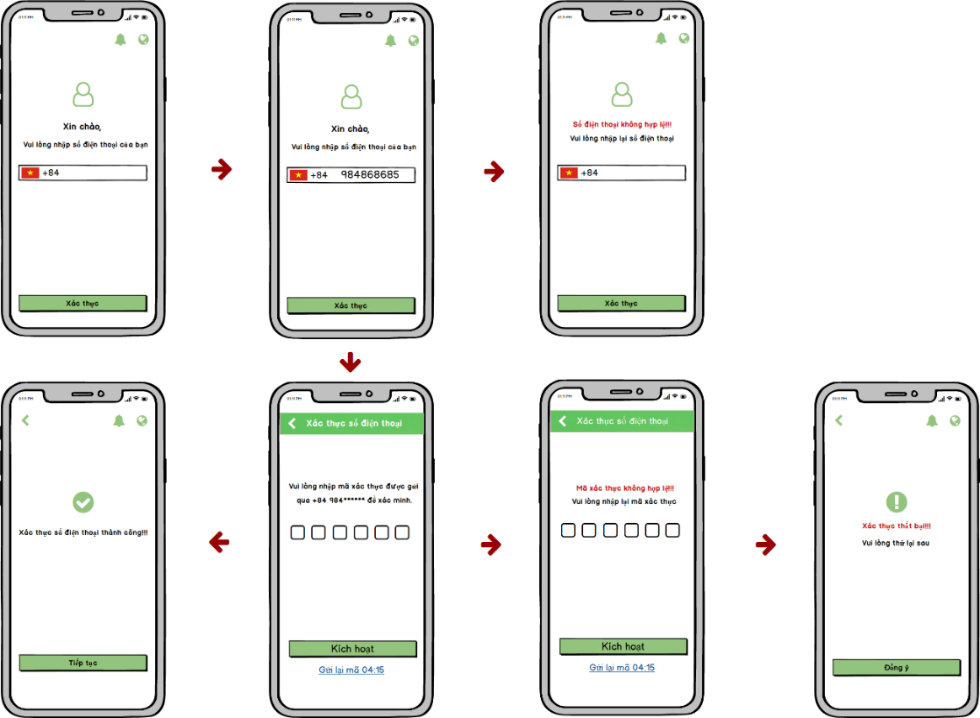 Xin chào,
Vui lòng nhập số điện thoại của bạn
+84
Xác thực
Xin chào,
Vui lòng nhập số điện thoại của bạn
+84 984868685
Xác thực
Số điện thoại không hợp lệ!!!
Vui lòng nhập lại số điện thoại
+84
Xác thực
Xác thực số điện thoại thành công!!!
Tiếp tục
Xác thực số điện thoại
Vui lòng nhập mã xác thực được gửi
qua +84 984****** để xác minh.
Kích hoạt
Gửi lại mã 04:15
Xác thực số điện thoại
Mã xác thực không hợp lệ!!!
Vui lòng nhập lại mã xác thực
Kích hoạt
Gửi lại mã 04:15
Xác thực thất bại!!!
Vui lòng thử lại sau
Đồng ý